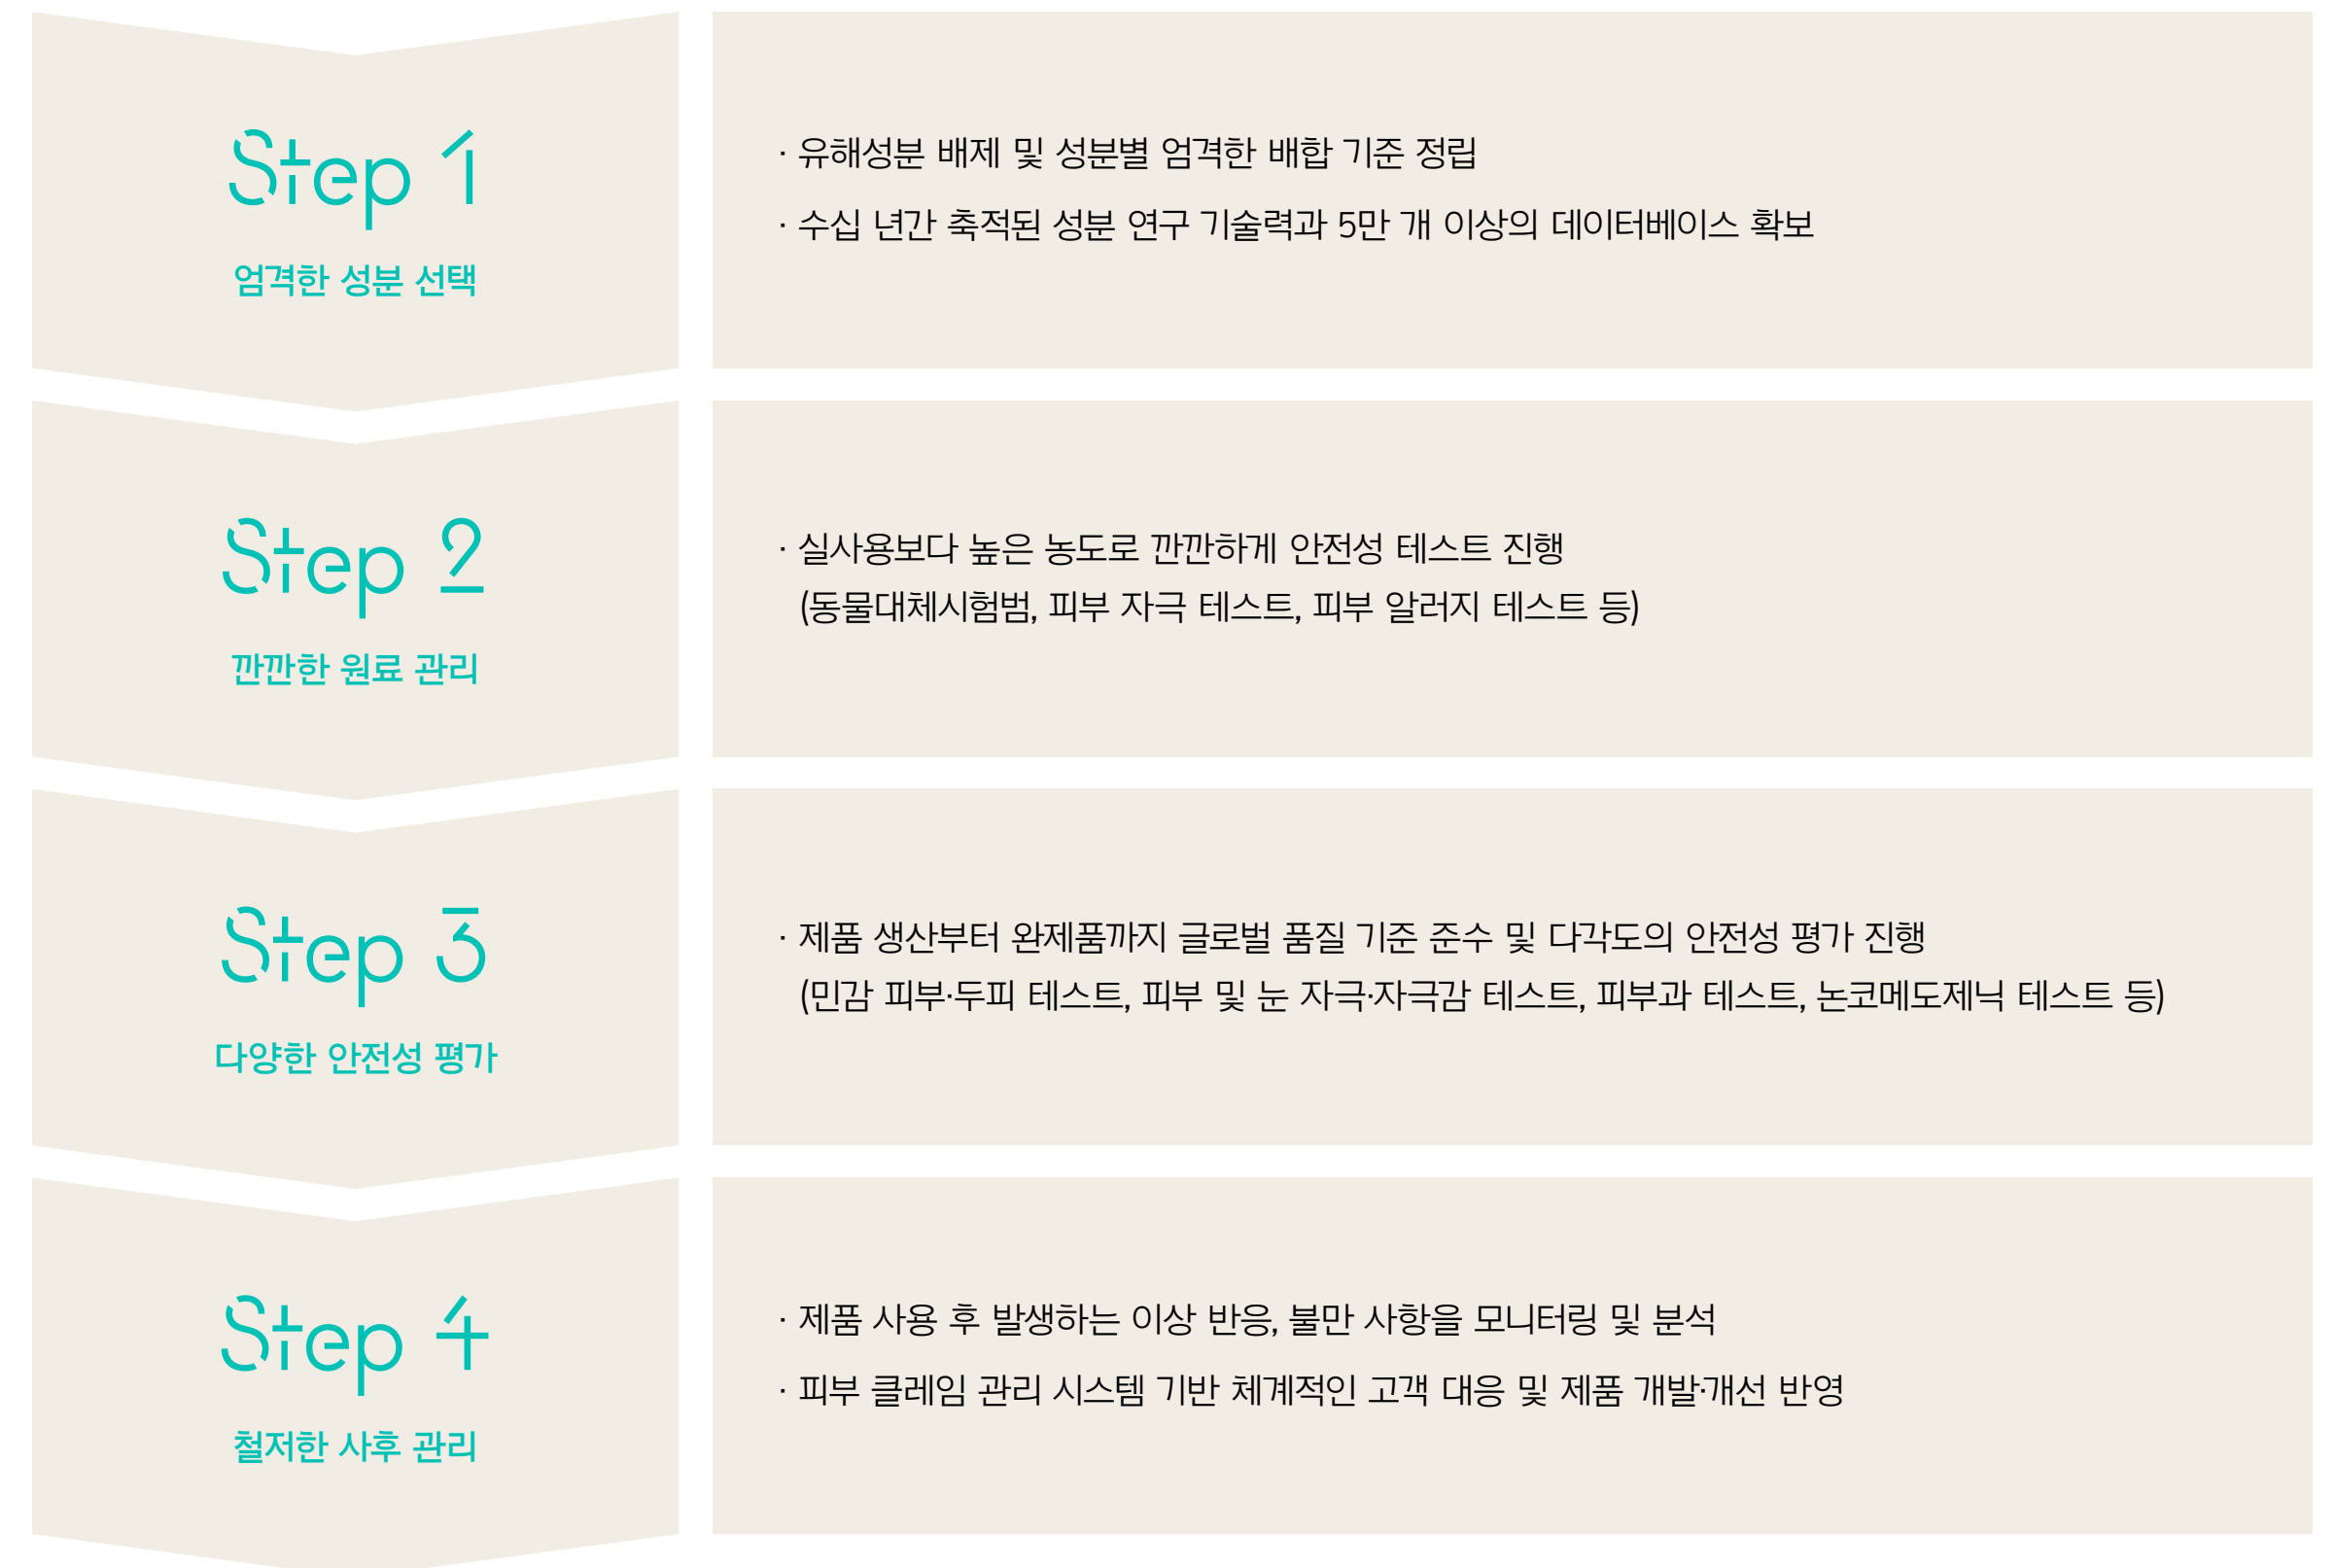 Step 1
엄격한 성분 선택
· 유해성분 배제 및 성분별 엄격한 배합 기준 정립
· 수십 년간 축적된 성분 연구 기술력과 5만 개 이상의 데이터베이스 확보
Step 2
깐깐한 원료 관리
· 실사용보다 높은 농도로 깐깐하게 안전성 테스트 진행
(동물대체시험범, 피부 자극 테스트, 피부 알러지 테스트 등)
Step 3
다양한 안전성 평가
· 제품 생산부터 완제품까지 글로벌 품질 기준 준수 및 다각도의 안전성 평가 진행
(민감 피부·두피 테스트, 피부 및 눈 자극·자극감 테스트, 피부과 테스트, 논코메도제닉 테스트 등)
Step 4
철저한 사후 관리
· 제품 사용 후 발생하는 이상 반응, 불만 사항을 모니터링 및 분석
· 피부 클레임 관리 시스템 기반 체계적인 고객 대응 및 제품 개발·개선 반영